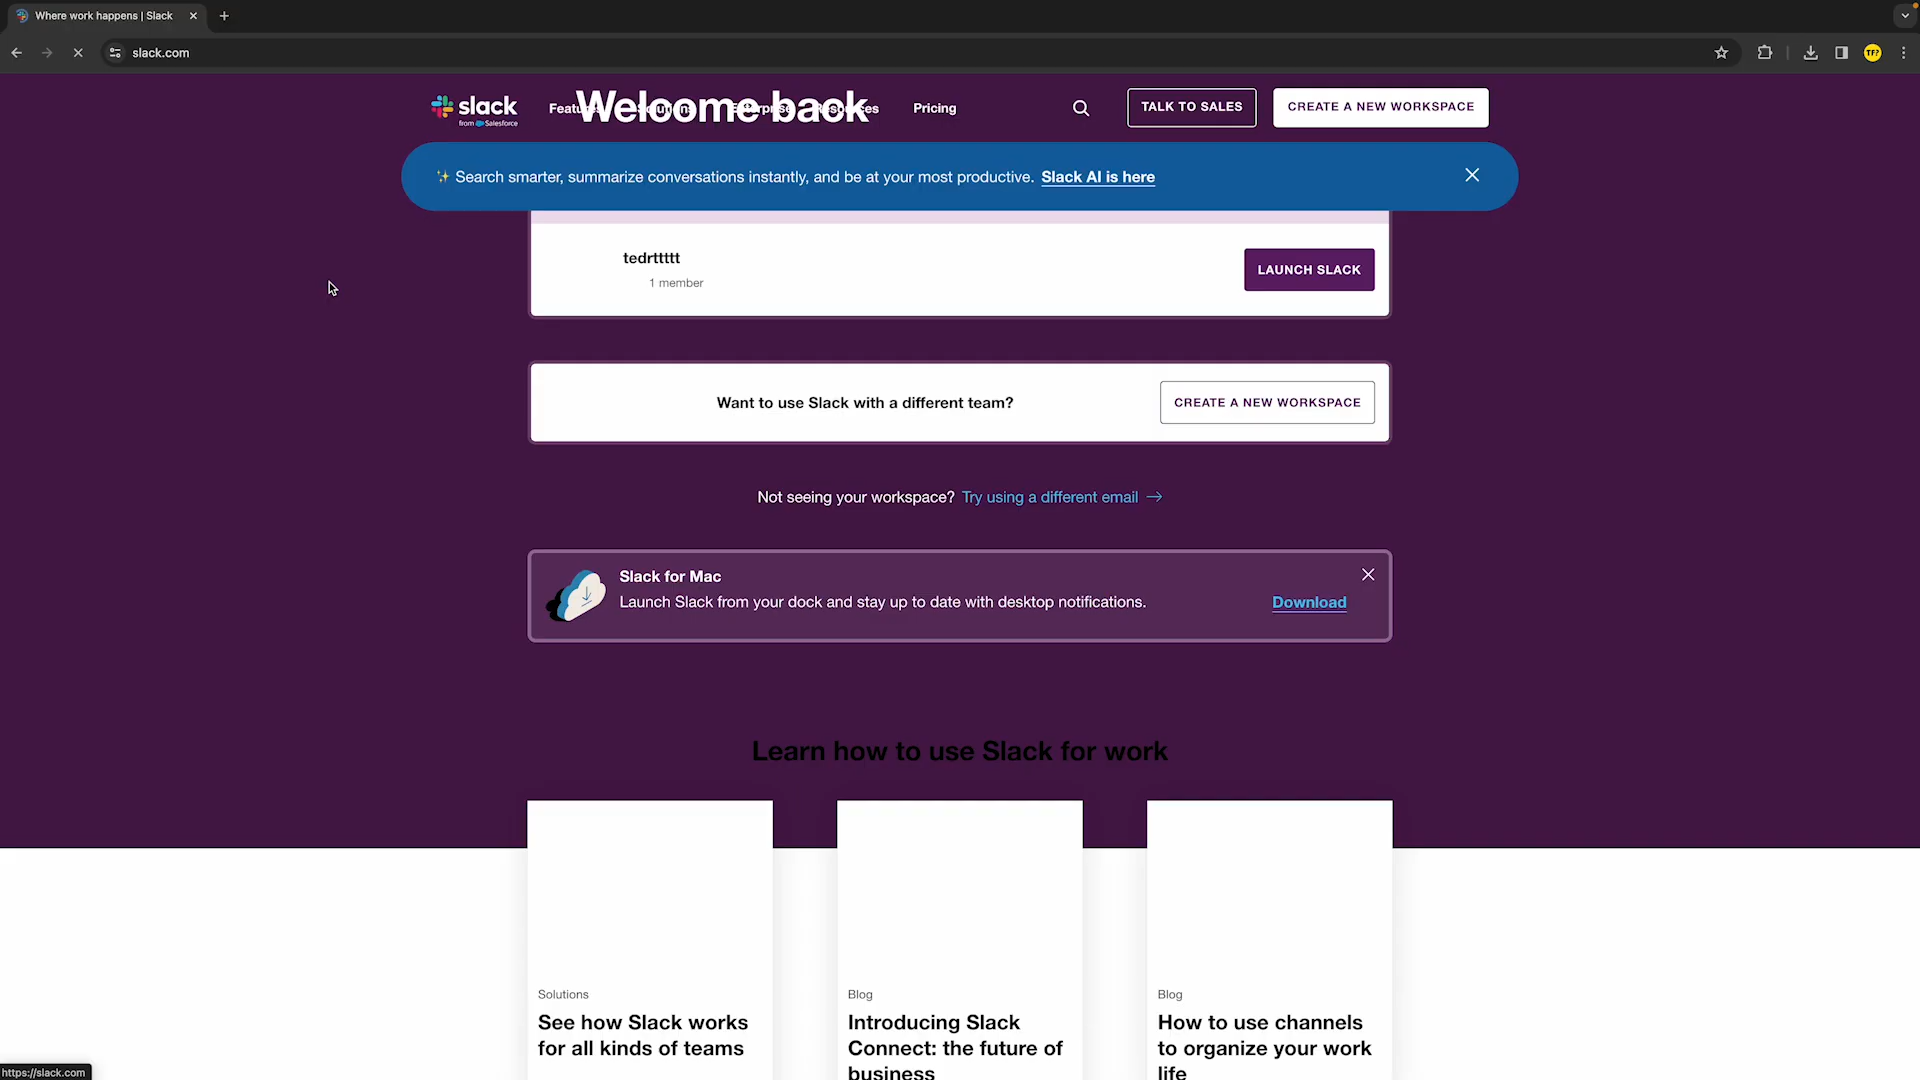 Where work happens | Slack
slack.com
TF?
slack
from Salesforce
Features Solutions Enterprise Resources Pricing
Welcome back
TALK TO SALES
CREATE A NEW WORKSPACE
✨ Search smarter, summarize conversations instantly, and be at your most productive. Slack AI is here
tedrttttt
1 member
LAUNCH SLACK
Want to use Slack with a different team?
CREATE A NEW WORKSPACE
Not seeing your workspace? Try using a different email →
Slack for Mac
Launch Slack from your dock and stay up to date with desktop notifications.
Download
Learn how to use Slack for work
Solutions
See how Slack works
for all kinds of teams
Blog
Introducing Slack
Connect: the future of
business
Blog
How to use channels
to organize your work
life
https://slack.com